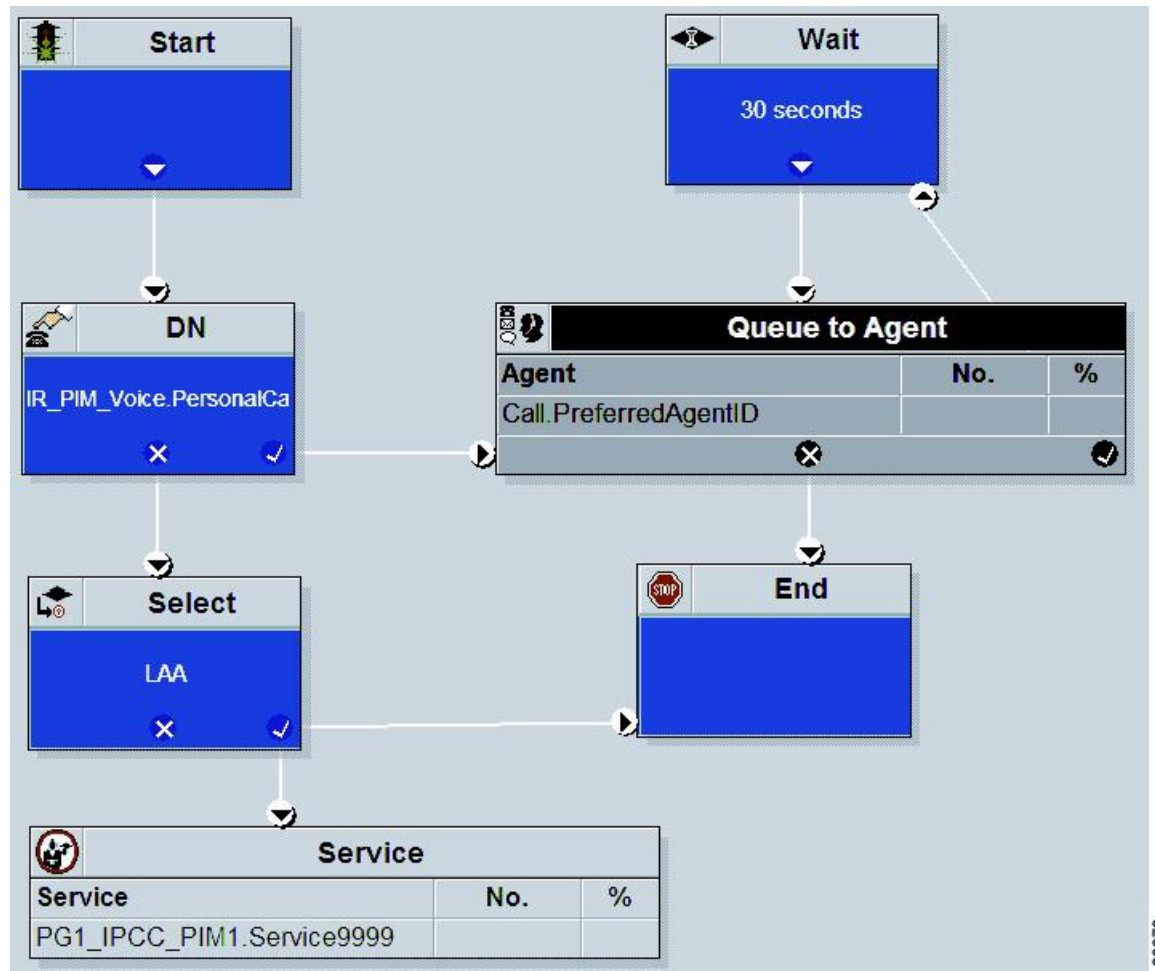 Start
Wait
30 seconds
DN
IR_PIM_Voice.PersonalCa
Queue to Agent
Agent No. %
Call.PreferredAgentID
Select
LAA
STOP
End
Service
Service No. %
PG1_IPCC_PIM1.Service9999